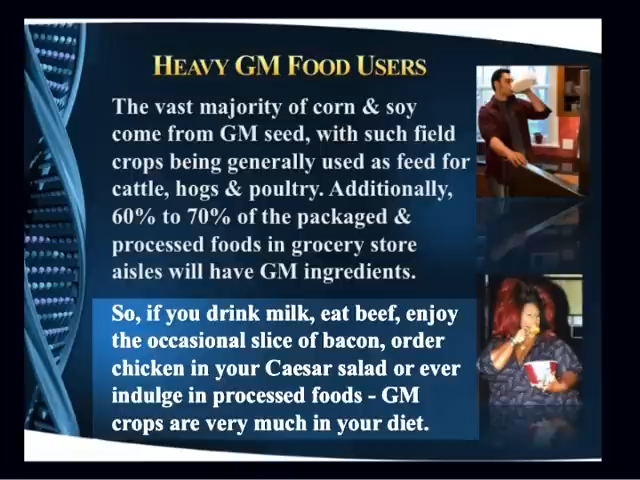 HEAVY GM FOOD USERS
The vast majority of corn & soy
come from GM seed, with such field
crops being generally used as feed for
cattle, hogs & poultry. Additionally,
60% to 70% of the packaged &
processed foods in grocery store
aisles will have GM ingredients.
So, if you drink milk, eat beef, enjoy
the occasional slice of bacon, order
chicken in your Caesar salad or ever
indulge in processed foods - GM
crops are very much in your diet.